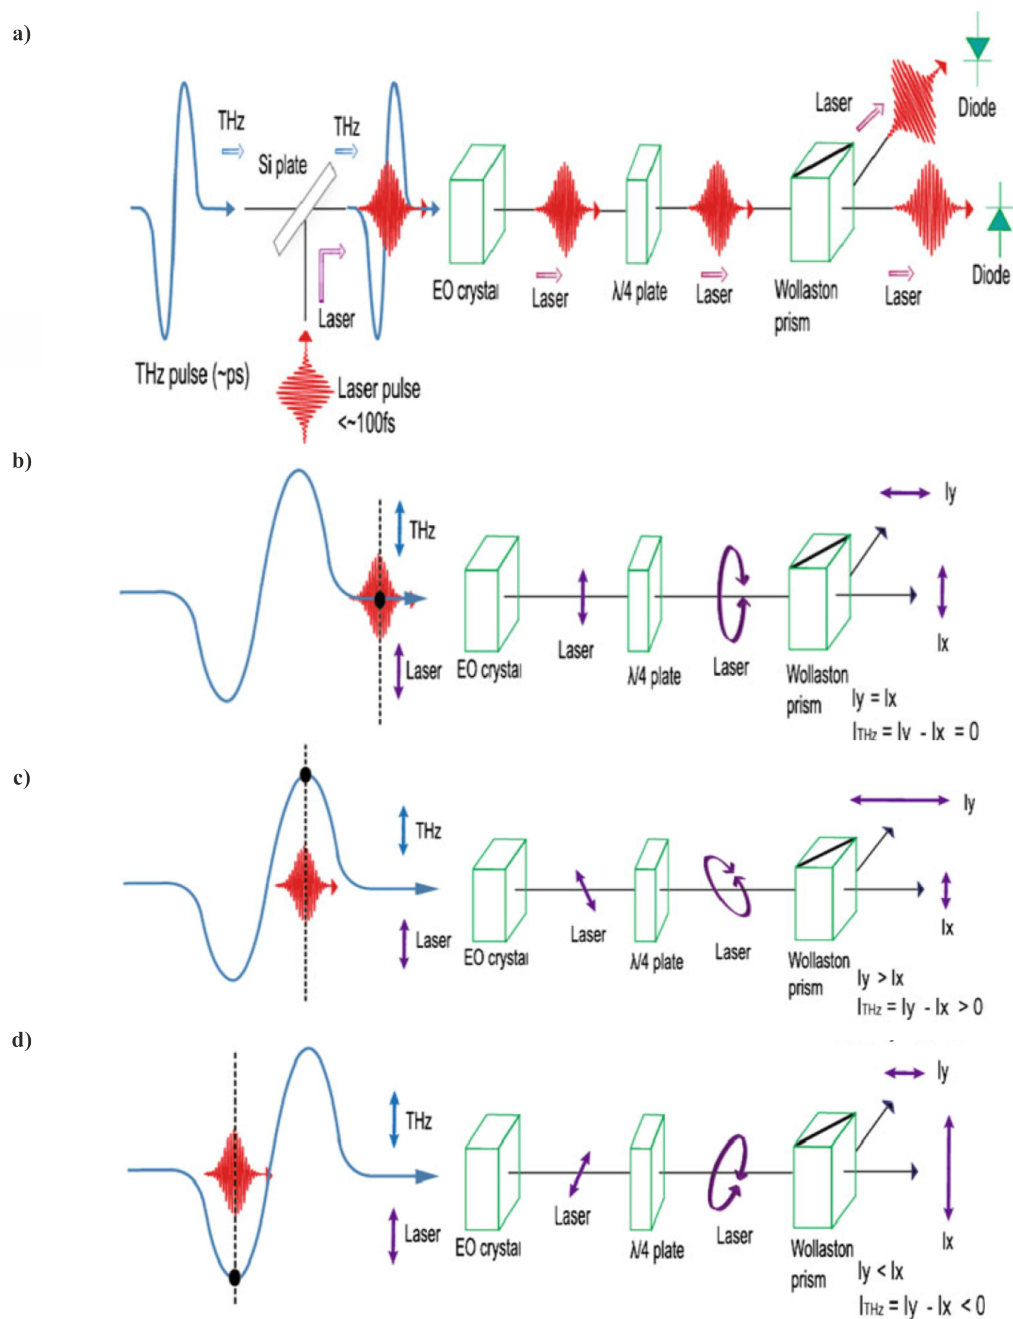 a)
THz
THz
Si plate
Laser
Diode
EO crystal
Laser
λ/4 plate
Laser
Wollaston
prism
Laser
Diode
Laser
THz pulse (~ps)
Laser pulse
<~100fs
b)
Iy
THz
Laser
Laser
Laser
Ix
EO crystal
λ/4 plate
Wollaston
prism
Iy = Ix
ITHz = Iy - Ix = 0
c)
Iy
THz
Laser
Laser
Laser
Ix
EO crystal
λ/4 plate
Wollaston
prism
Iy > Ix
ITHz = Iy - Ix > 0
d)
Iy
THz
Laser
Laser
Laser
Ix
EO crystal
λ/4 plate
Wollaston
prism
Iy < Ix
ITHz = Iy - Ix < 0